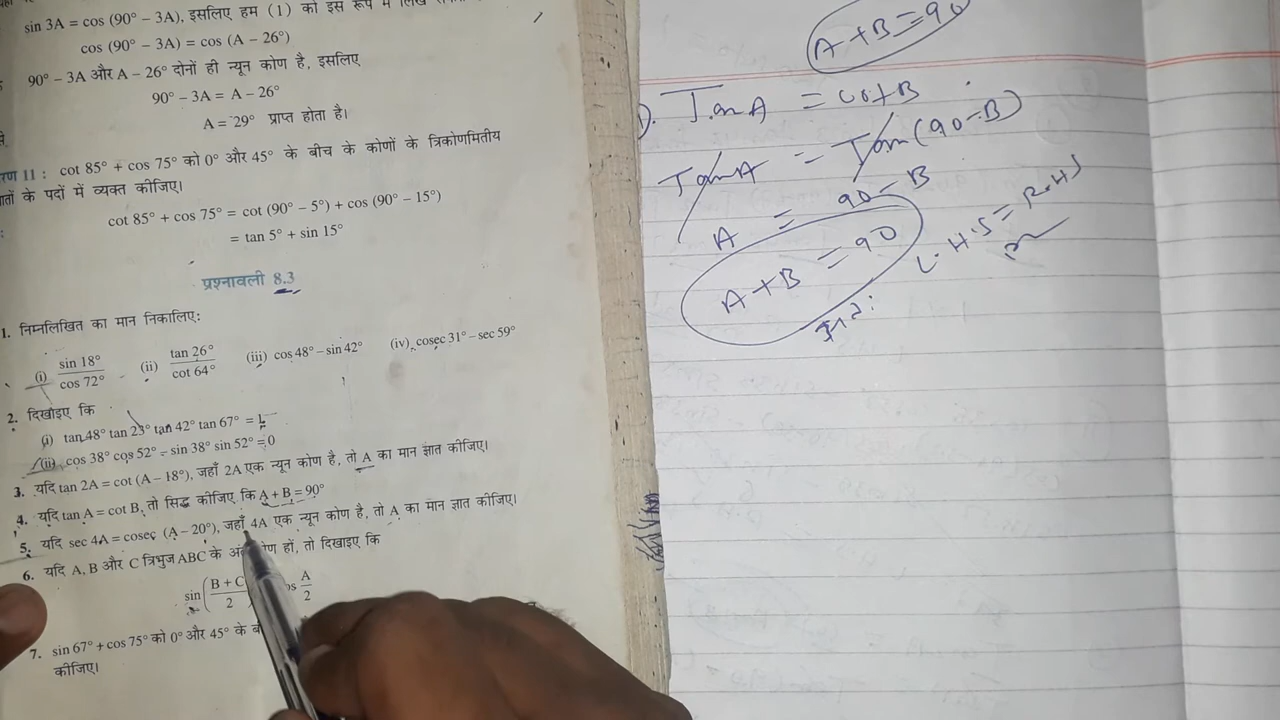 sin 3A = cos (90° – 3A), इसलिए हम (1) को इस रूप में
cos (90° – 3A) = cos (A – 26°)
90° – 3A और A – 26° दोनों ही न्यून कोण है, इसलिए
90° – 3A = A – 26°
A = 29° प्राप्त होता है।
11 : cot 85° + cos 75° को 0° और 45° के बीच के कोणों के त्रिकोणमितीय
के पदों में व्यक्त कीजिए।
cot 85° + cos 75° = cot (90° – 5°) + cos (90° – 15°)
= tan 5° + sin 15°
प्रश्नावली 8.3
1. निम्नलिखित का मान निकालिए:
(i) sin 18° / cos 72° (ii) tan 26° / cot 64° (iii) cos 48° – sin 42° (iv) cosec 31° – sec 59°
2. दिखाइए कि
(i) tan 48° tan 23° tan 42° tan 67° = 1
(ii) cos 38° cos 52° – sin 38° sin 52° = 0
3. यदि tan 2A = cot (A – 18°), जहाँ 2A एक न्यून कोण है, तो A का मान ज्ञात कीजिए।
4. यदि tan A = cot B, तो सिद्ध कीजिए कि A + B = 90°
5. यदि sec 4A = cosec (A – 20°), जहाँ 4A एक न्यून कोण है, तो A का मान ज्ञात कीजिए।
6. यदि A, B और C त्रिभुज ABC के हों, तो दिखाइए कि
sin (B + C / 2) A / 2
7. sin 67° + cos 75° को 0° और 45° के
कीजिए।
A + B = 90
Tan A = cot B
Tan A = Tan (90 – B)
A = 90 – B
A + B = 90
L.H.S = R.H.S